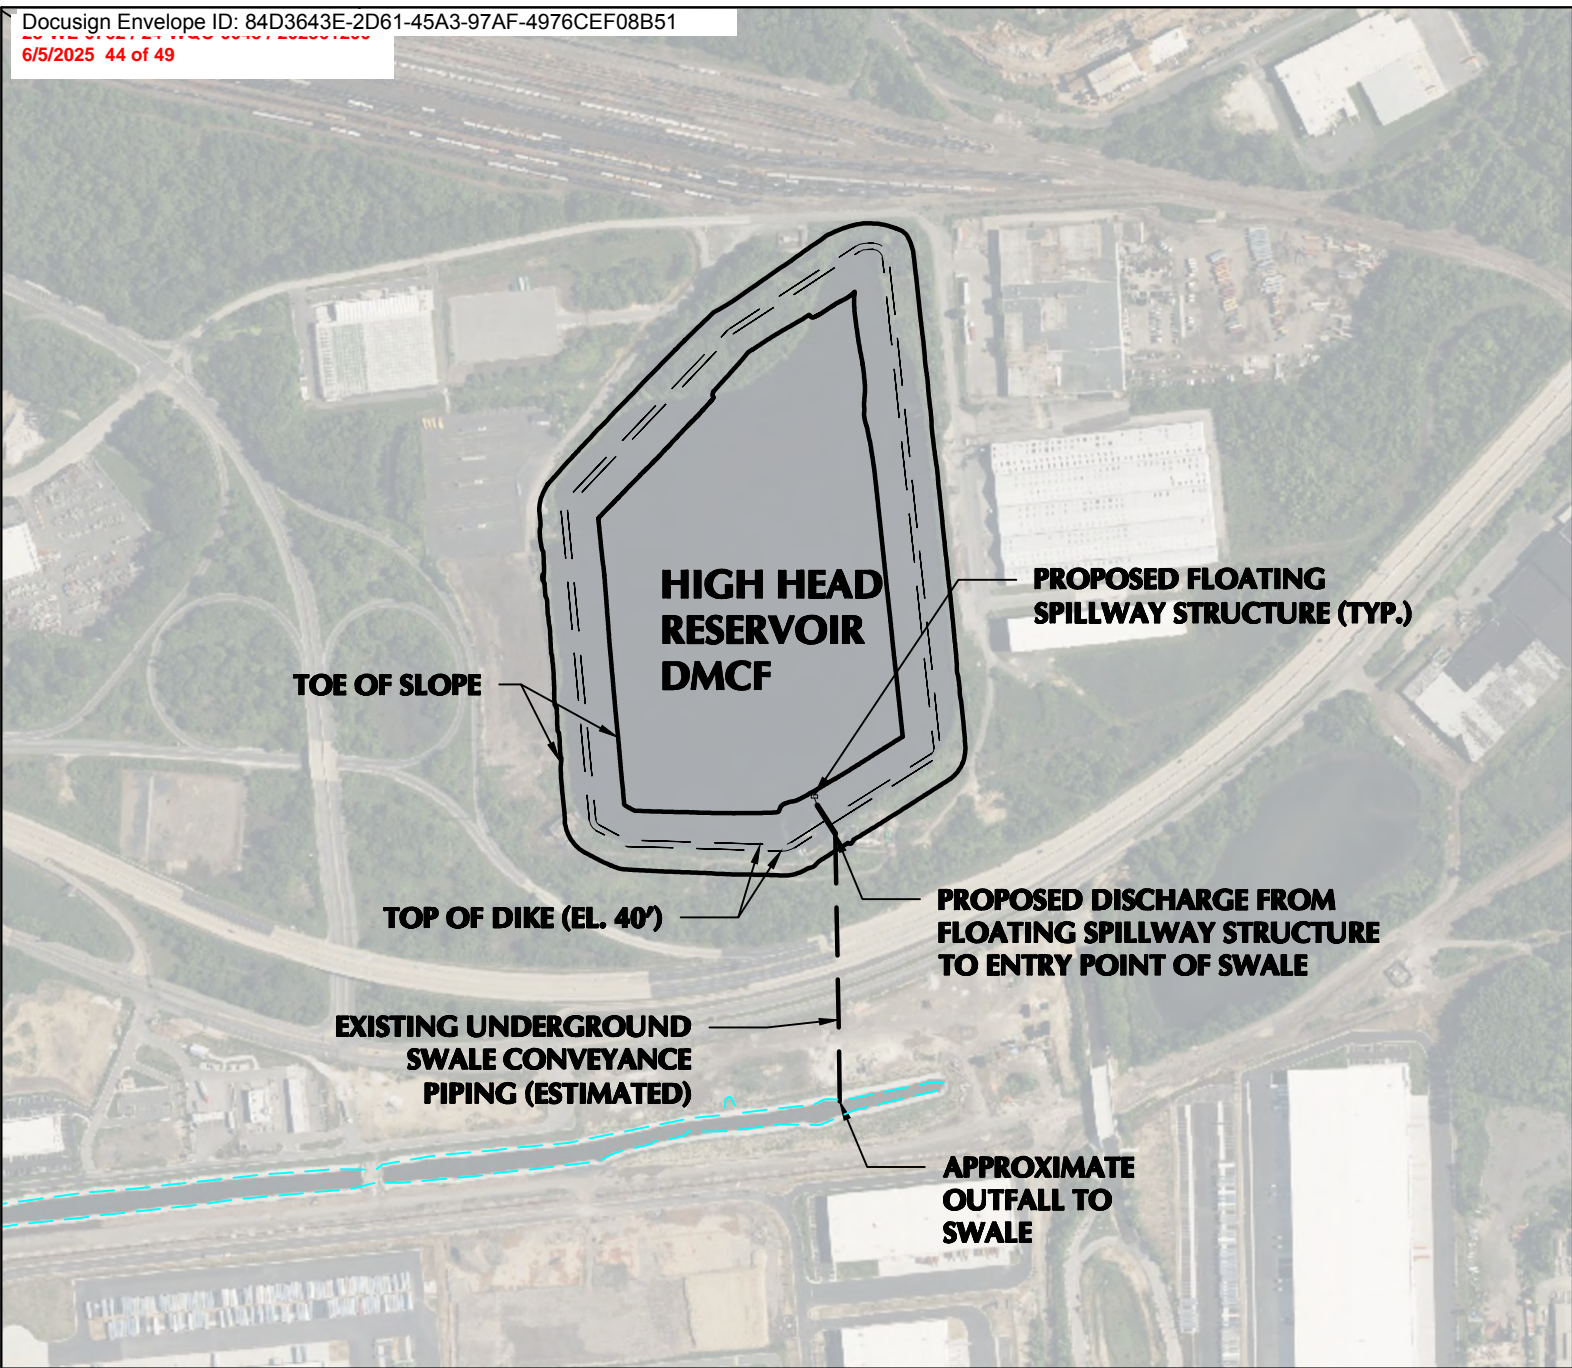 Docusign Envelope ID: 84D3643E-2D61-45A3-97AF-4976CEF08B51
6/5/2025 44 of 49
HIGH HEAD
RESERVOIR
DMCF
PROPOSED FLOATING
SPILLWAY STRUCTURE (TYP.)
TOE OF SLOPE
TOP OF DIKE (EL. 40')
PROPOSED DISCHARGE FROM
FLOATING SPILLWAY STRUCTURE
TO ENTRY POINT OF SWALE
EXISTING UNDERGROUND
SWALE CONVEYANCE
PIPING (ESTIMATED)
APPROXIMATE
OUTFALL TO
SWALE